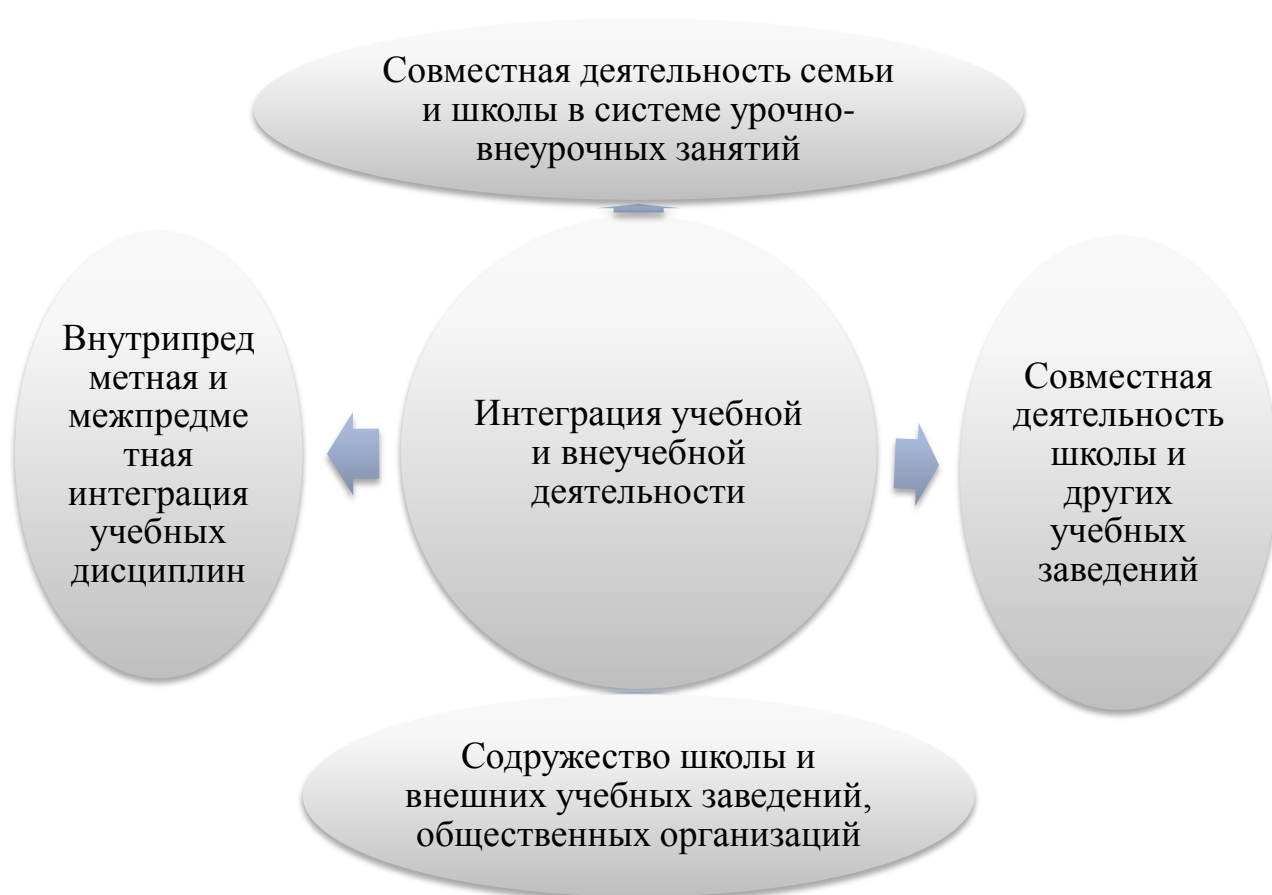 Совместная деятельность семьи
и школы в системе урочно-
внеурочных занятий
Внутрипред
метная и
межпредме
тная
интеграция
учебных
дисциплин
Интеграция учебной
и внеучебной
деятельности
Совместная
деятельность
школы и
других
учебных
заведений
Содружество школы и
внешних учебных заведений,
общественных организаций